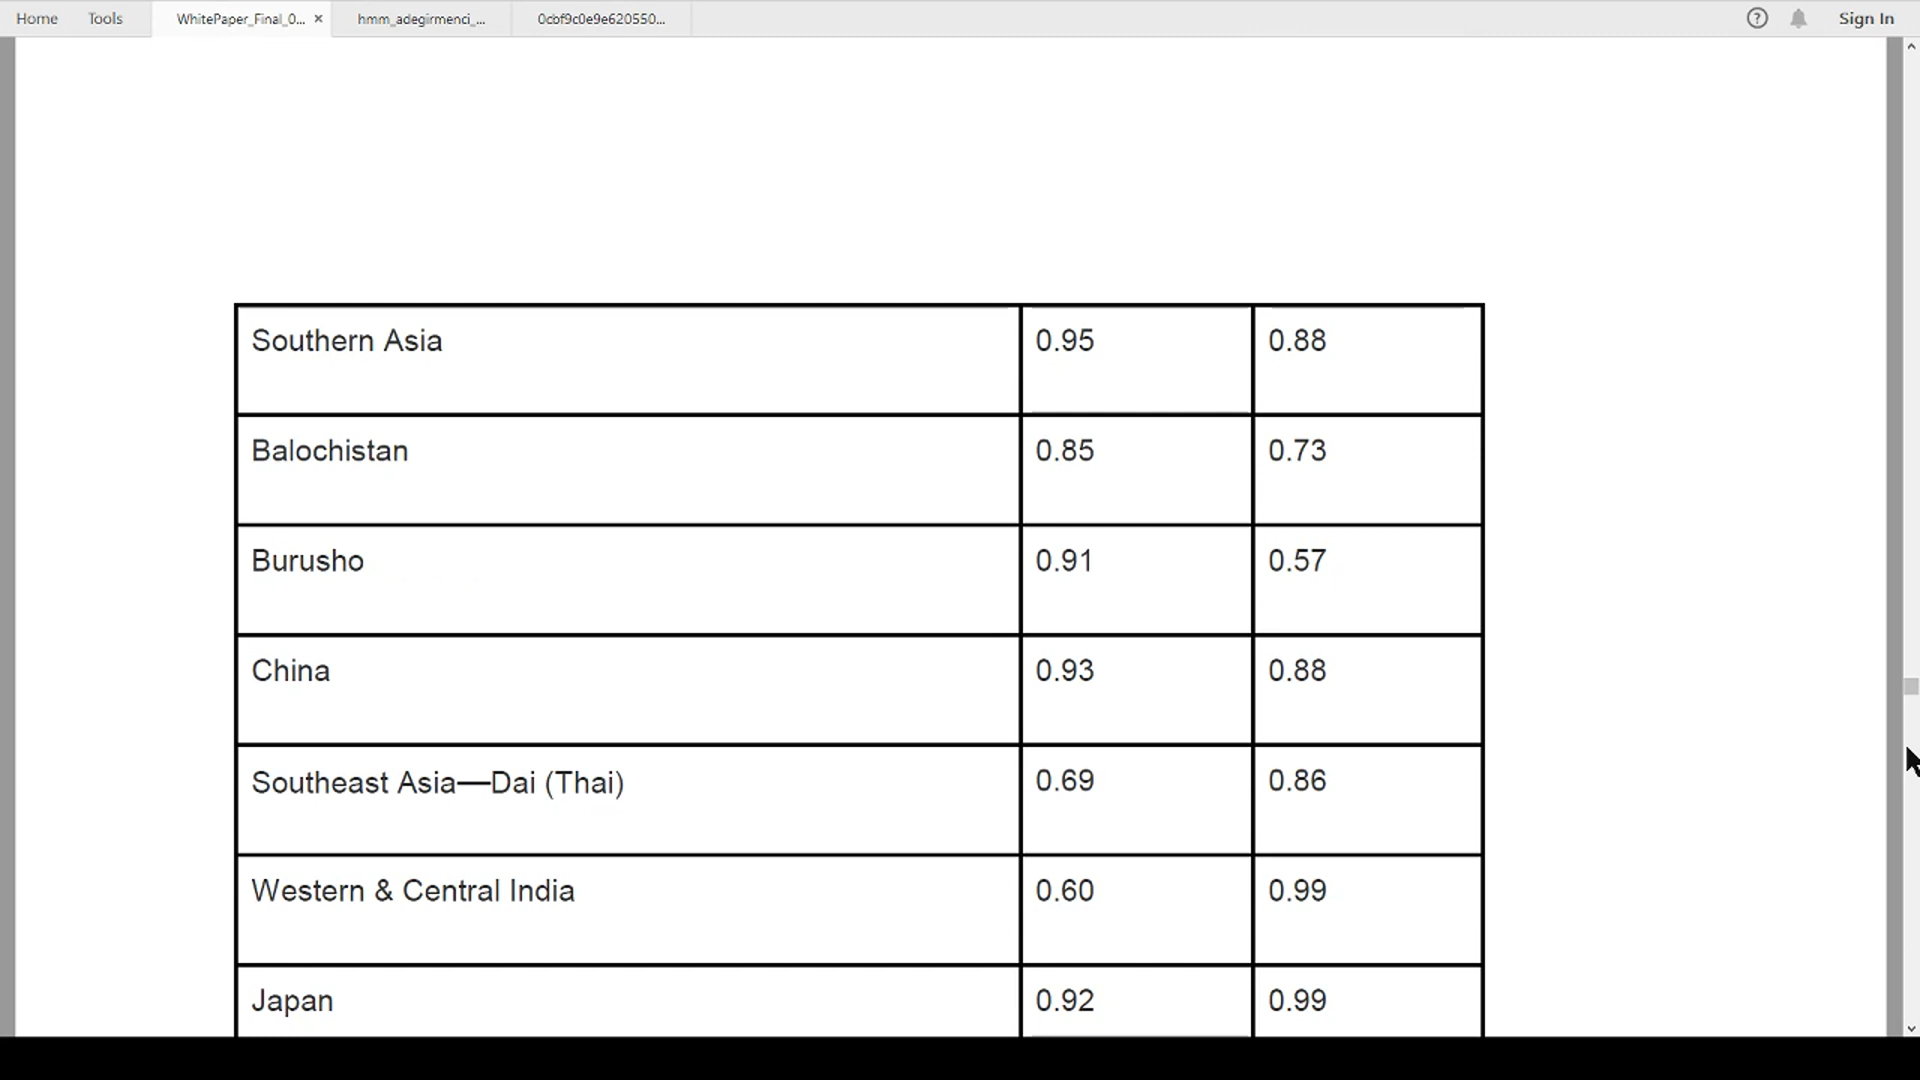 Home Tools WhitePaper_Final_0... × hmm_adegirmenci_... 0cbf9c0e9e620550... ? Sign In
Southern Asia 0.95 0.88
Balochistan 0.85 0.73
Burusho 0.91 0.57
China 0.93 0.88
Southeast Asia—Dai (Thai) 0.69 0.86
Western & Central India 0.60 0.99
Japan 0.92 0.99